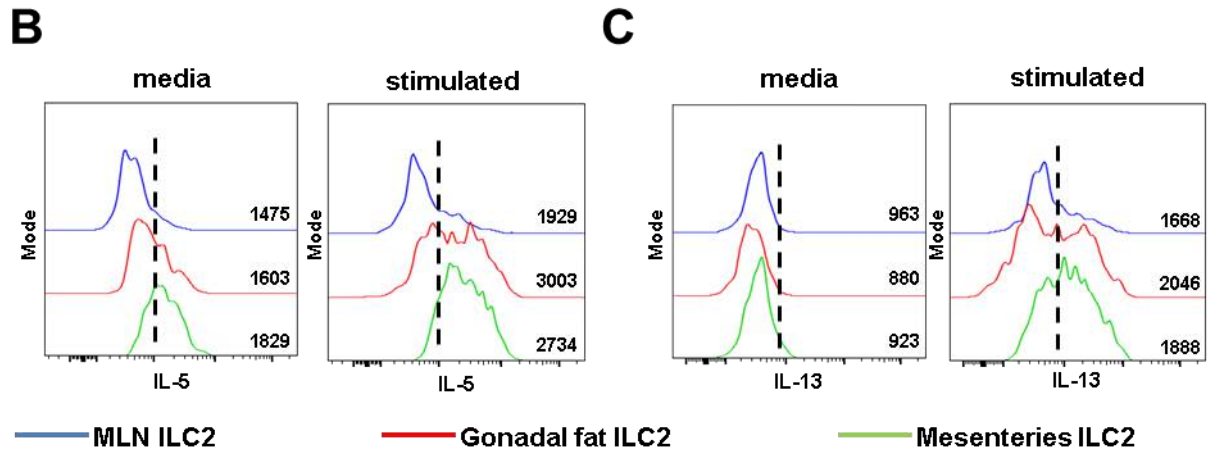 B
media
stimulated
Mode
1475
1603
1829
IL-5
Mode
1929
3003
2734
IL-5
C
media
stimulated
Mode
963
880
923
IL-13
Mode
1668
2046
1888
IL-13
MLN ILC2
Gonadal fat ILC2
Mesenteries ILC2